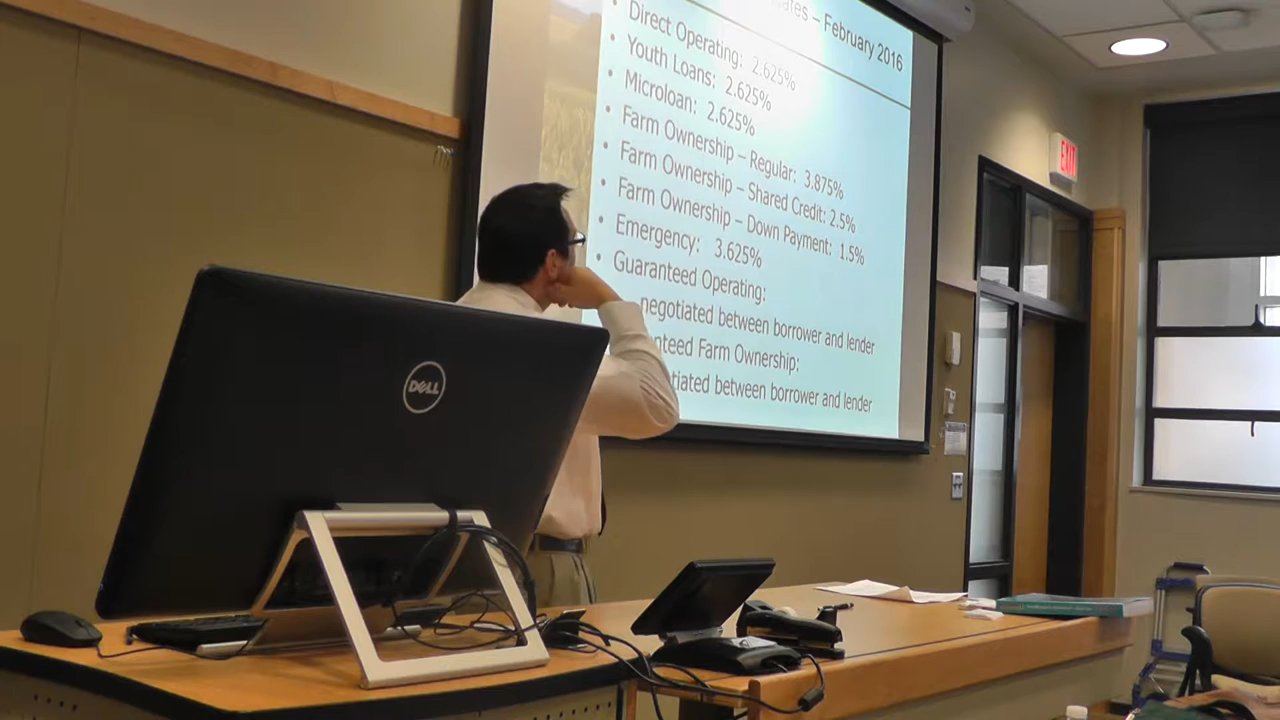 Rates – February 2016
• Direct Operating: 2.625%
• Youth Loans: 2.625%
• Microloan: 2.625%
• Farm Ownership – Regular: 3.875%
• Farm Ownership – Shared Credit: 2.5%
• Farm Ownership – Down Payment: 1.5%
• Emergency: 3.625%
• Guaranteed Operating:
negotiated between borrower and lender
nteed Farm Ownership:
tiated between borrower and lender
EXIT
DELL